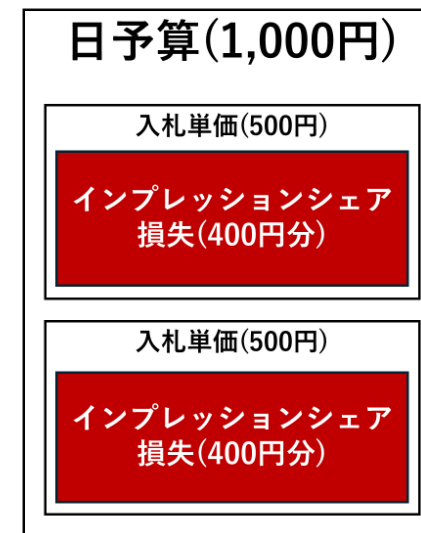 日予算(1,000円)
入札単価(500円)
インプレッションシェア
損失(400円分)
入札単価(500円)
インプレッションシェア
損失(400円分)